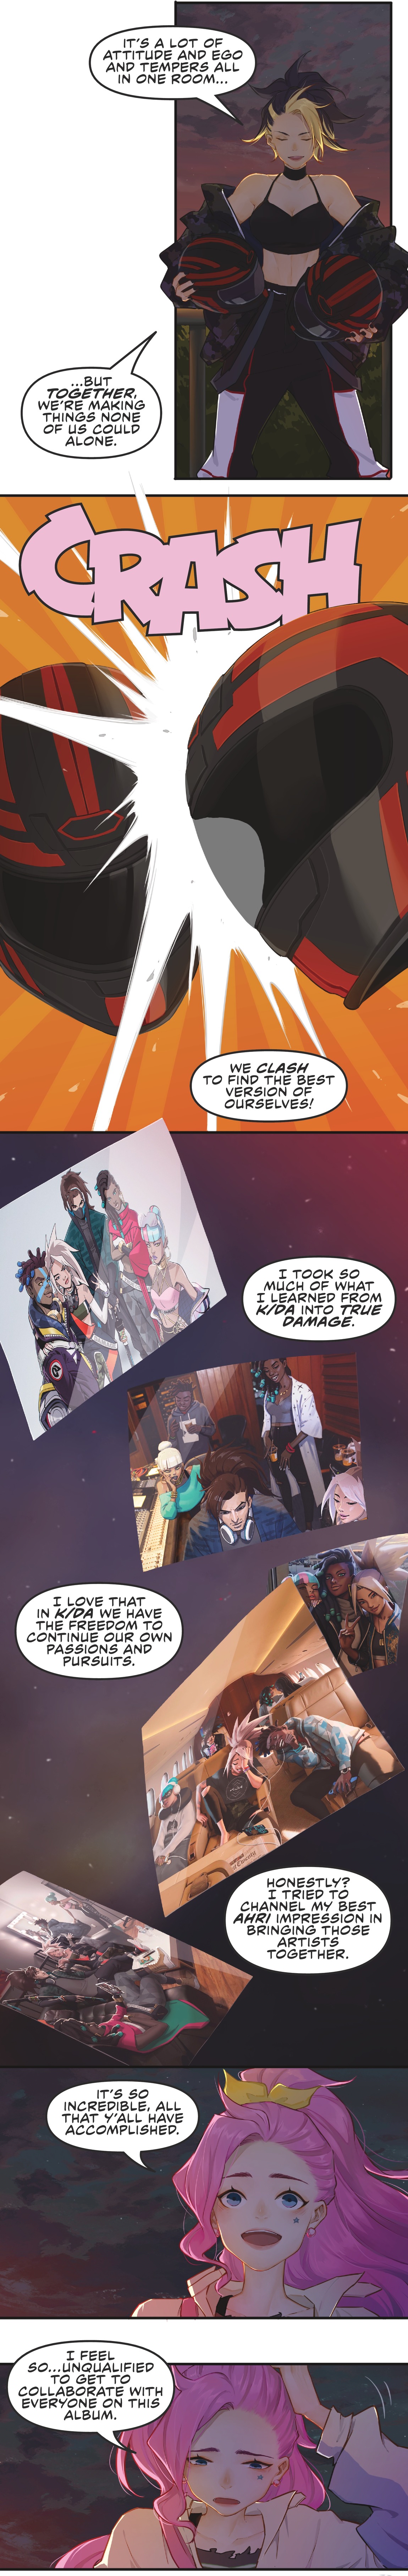 IT'S A LOT OF
ATTITUDE AND EGO
AND TEMPERS ALL
IN ONE ROOM...
...BUT
TOGETHER,
WE'RE MAKING
THINGS NONE
OF US COULD
ALONE.
CRASH
WE CLASH
TO FIND THE BEST
VERSION OF
OURSELVES!
I TOOK SO
MUCH OF WHAT
I LEARNED FROM
K/DA INTO TRUE
DAMAGE.
I LOVE THAT
IN K/DA WE HAVE
THE FREEDOM TO
CONTINUE OUR OWN
PASSIONS AND
PURSUITS.
HONESTLY?
I TRIED TO
CHANNEL MY BEST
AHRI IMPRESSION IN
BRINGING THOSE
ARTISTS
TOGETHER.
IT'S SO
INCREDIBLE, ALL
THAT Y'ALL HAVE
ACCOMPLISHED.
I FEEL
SO...UNQUALIFIED
TO GET TO
COLLABORATE WITH
EVERYONE ON THIS
ALBUM.